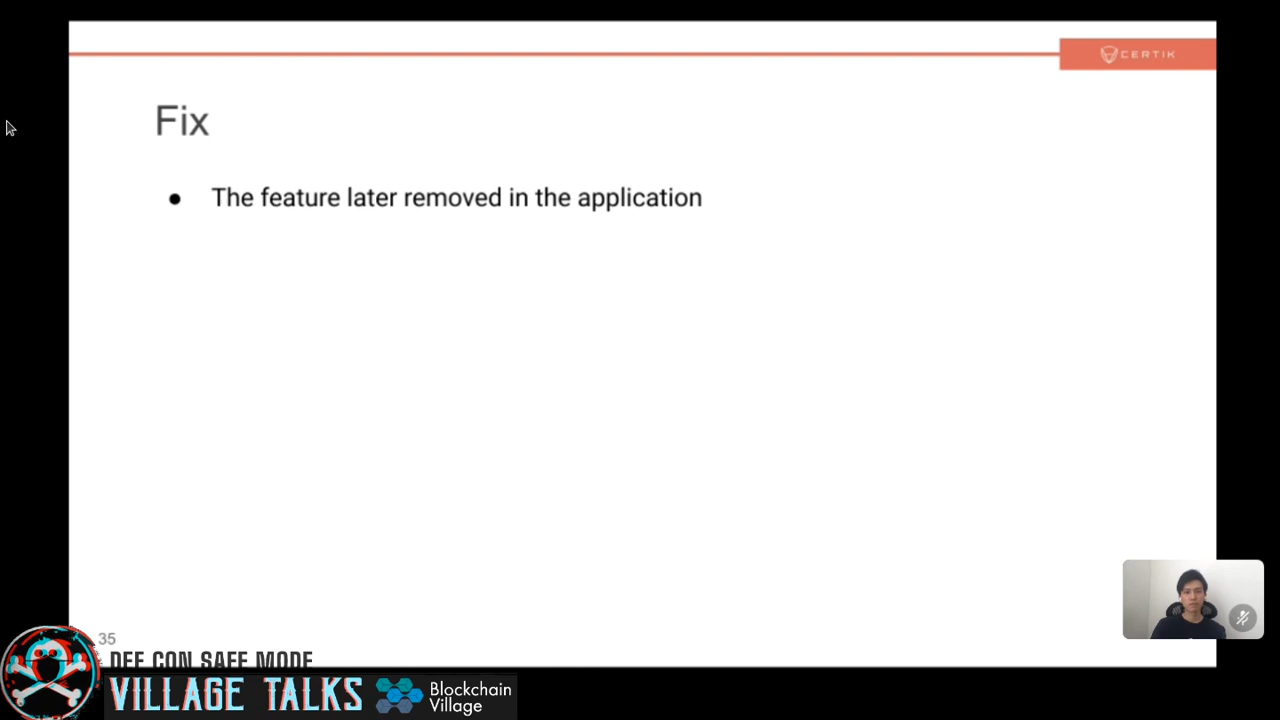 CERTIK
Fix
● The feature later removed in the application
35
DEF CON SAFE MODE
VILLAGE TALKS
Blockchain
Village